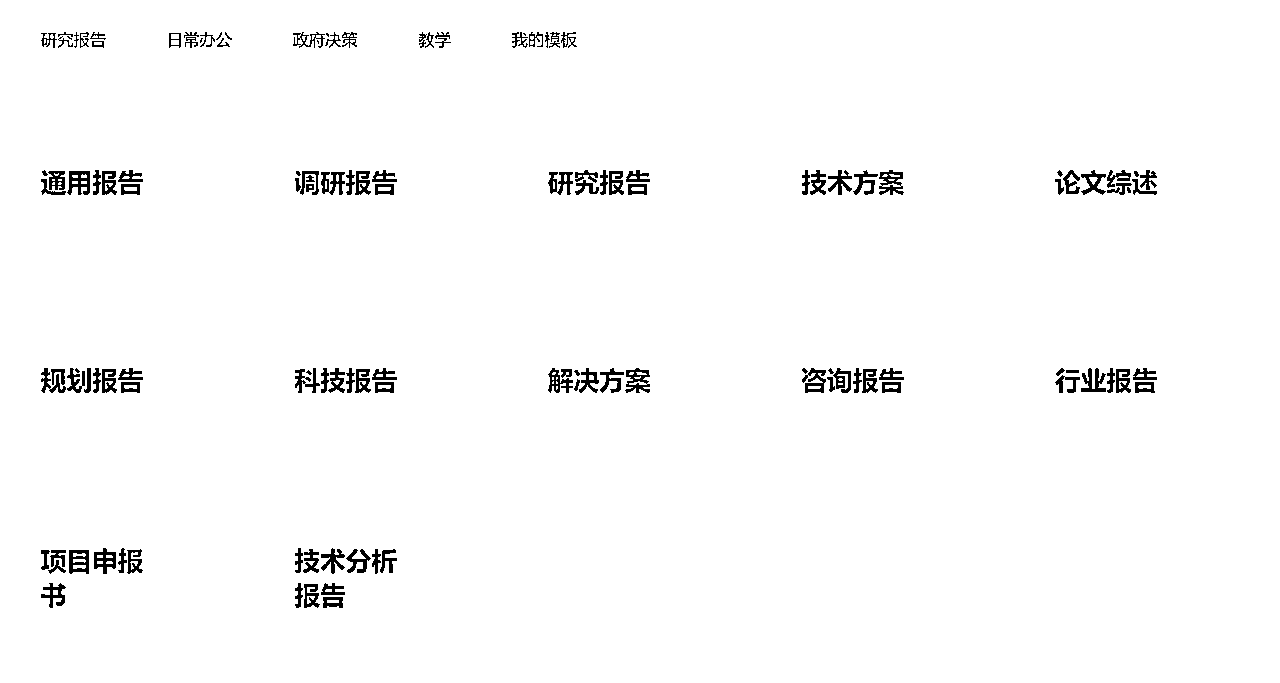 研究报告 日常办公 政府决策 教学 我的模板
通用报告 调研报告 研究报告 技术方案 论文综述
规划报告 科技报告 解决方案 咨询报告 行业报告
项目申报
书
技术分析
报告